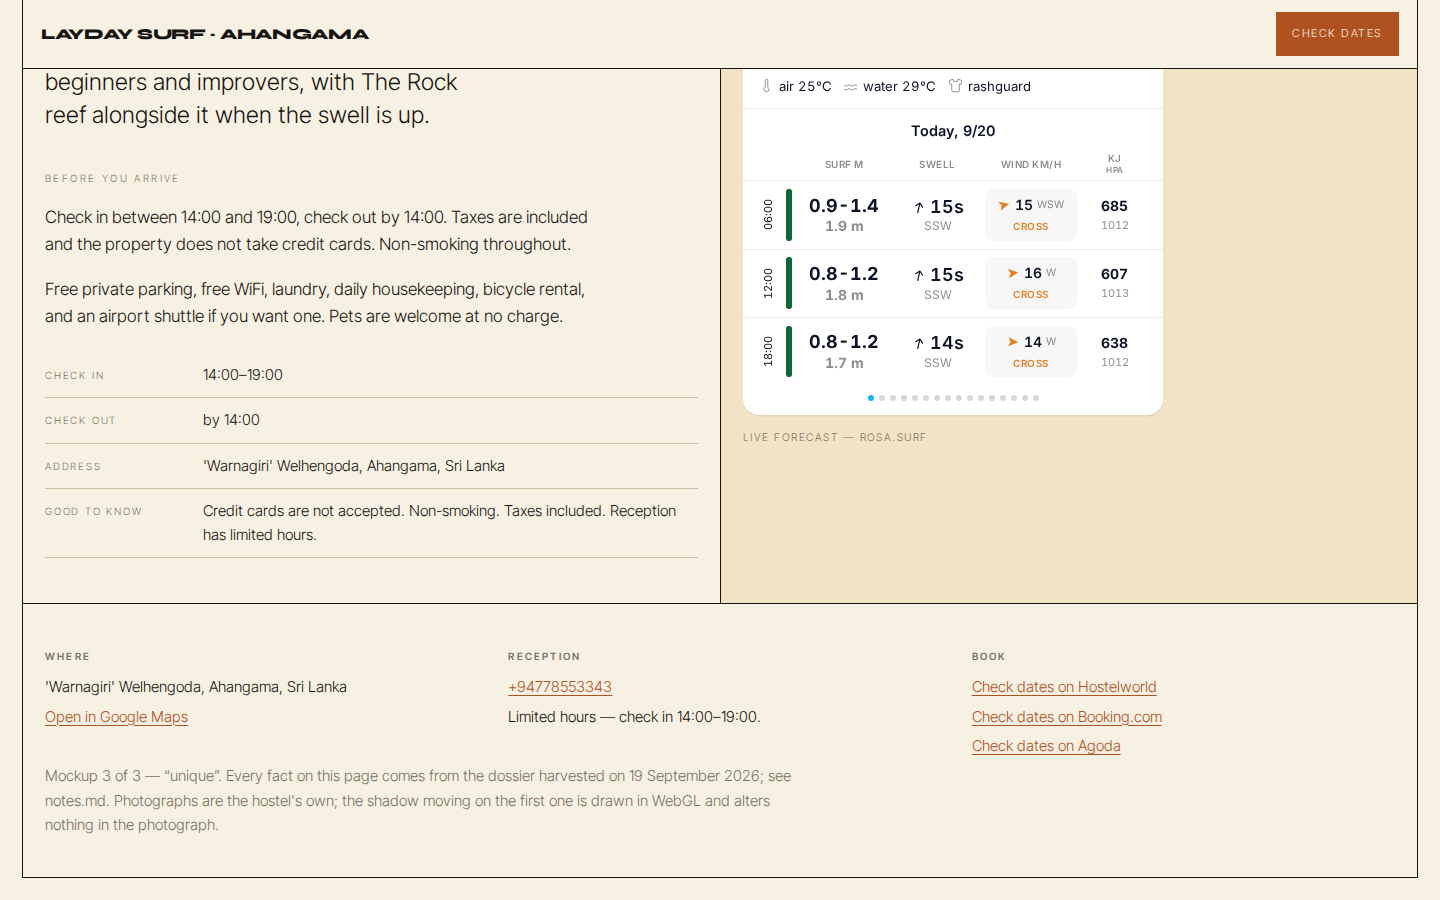 LAYDAY SURF · AHANGAMA
CHECK DATES
beginners and improvers, with The Rock
reef alongside it when the swell is up.
BEFORE YOU ARRIVE
Check in between 14:00 and 19:00, check out by 14:00. Taxes are included
and the property does not take credit cards. Non-smoking throughout.
Free private parking, free WiFi, laundry, daily housekeeping, bicycle rental,
and an airport shuttle if you want one. Pets are welcome at no charge.
CHECK IN 14:00–19:00
CHECK OUT by 14:00
ADDRESS 'Warnagiri' Welhengoda, Ahangama, Sri Lanka
GOOD TO KNOW Credit cards are not accepted. Non-smoking. Taxes included. Reception
has limited hours.
air 25°C water 29°C rashguard
Today, 9/20
SURF M SWELL WIND KM/H KJ
HPA
06:00 0.9-1.4 15s 15 WSW 685
1.9 m SSW CROSS 1012
12:00 0.8-1.2 15s 16 W 607
1.8 m SSW CROSS 1013
18:00 0.8-1.2 14s 14 W 638
1.7 m SSW CROSS 1012
LIVE FORECAST — ROSA.SURF
WHERE
'Warnagiri' Welhengoda, Ahangama, Sri Lanka
Open in Google Maps
RECEPTION
+94778553343
Limited hours — check in 14:00–19:00.
BOOK
Check dates on Hostelworld
Check dates on Booking.com
Check dates on Agoda
Mockup 3 of 3 — “unique”. Every fact on this page comes from the dossier harvested on 19 September 2026; see
notes.md. Photographs are the hostel's own; the shadow moving on the first one is drawn in WebGL and alters
nothing in the photograph.